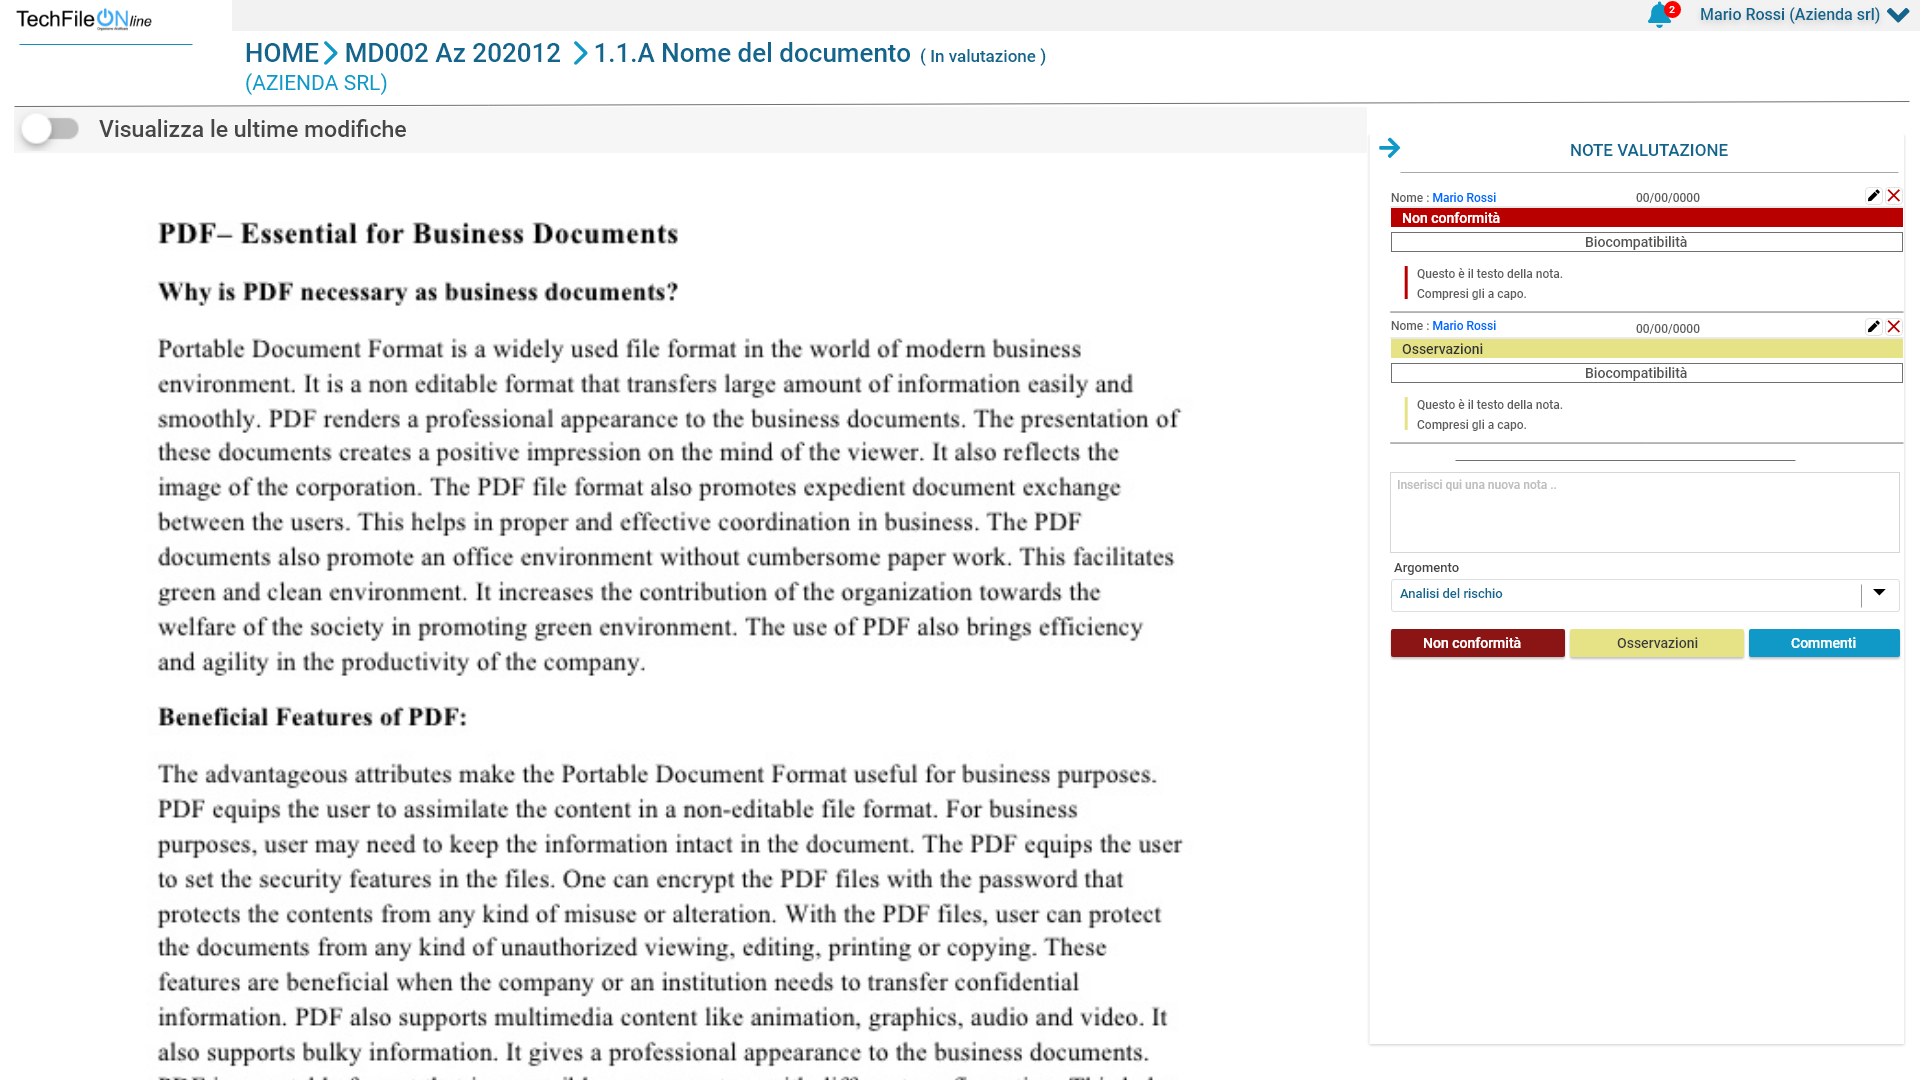 TechFileONline
2
Mario Rossi (Azienda srl)
HOME MD002 Az 202012 1.1.A Nome del documento ( In valutazione )
(AZIENDA SRL)
Visualizza le ultime modifiche
PDF– Essential for Business Documents
Why is PDF necessary as business documents?
Portable Document Format is a widely used file format in the world of modern business
environment. It is a non editable format that transfers large amount of information easily and
smoothly. PDF renders a professional appearance to the business documents. The presentation of
these documents creates a positive impression on the mind of the viewer. It also reflects the
image of the corporation. The PDF file format also promotes expedient document exchange
between the users. This helps in proper and effective coordination in business. The PDF
documents also promote an office environment without cumbersome paper work. This facilitates
green and clean environment. It increases the contribution of the organization towards the
welfare of the society in promoting green environment. The use of PDF also brings efficiency
and agility in the productivity of the company.
Beneficial Features of PDF:
The advantageous attributes make the Portable Document Format useful for business purposes.
PDF equips the user to assimilate the content in a non-editable file format. For business
purposes, user may need to keep the information intact in the document. The PDF equips the user
to set the security features in the files. One can encrypt the PDF files with the password that
protects the contents from any kind of misuse or alteration. With the PDF files, user can protect
the documents from any kind of unauthorized viewing, editing, printing or copying. These
features are beneficial when the company or an institution needs to transfer confidential
information. PDF also supports multimedia content like animation, graphics, audio and video. It
also supports bulky information. It gives a professional appearance to the business documents.
NOTE VALUTAZIONE
Nome : Mario Rossi 00/00/0000
Non conformità
Biocompatibilità
Questo è il testo della nota.
Compresi gli a capo.
Nome : Mario Rossi 00/00/0000
Osservazioni
Biocompatibilità
Questo è il testo della nota.
Compresi gli a capo.
Inserisci qui una nuova nota ..
Argomento
Analisi del rischio
Non conformità Osservazioni Commenti